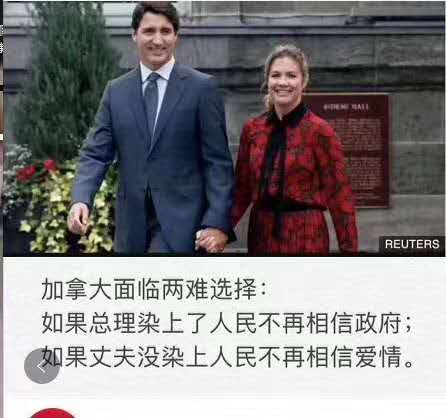 RIDEAU HALL
REUTERS
加拿大面临两难选择：
如果总理染上了人民不再相信政府；
如果丈夫没染上人民不再相信爱情。